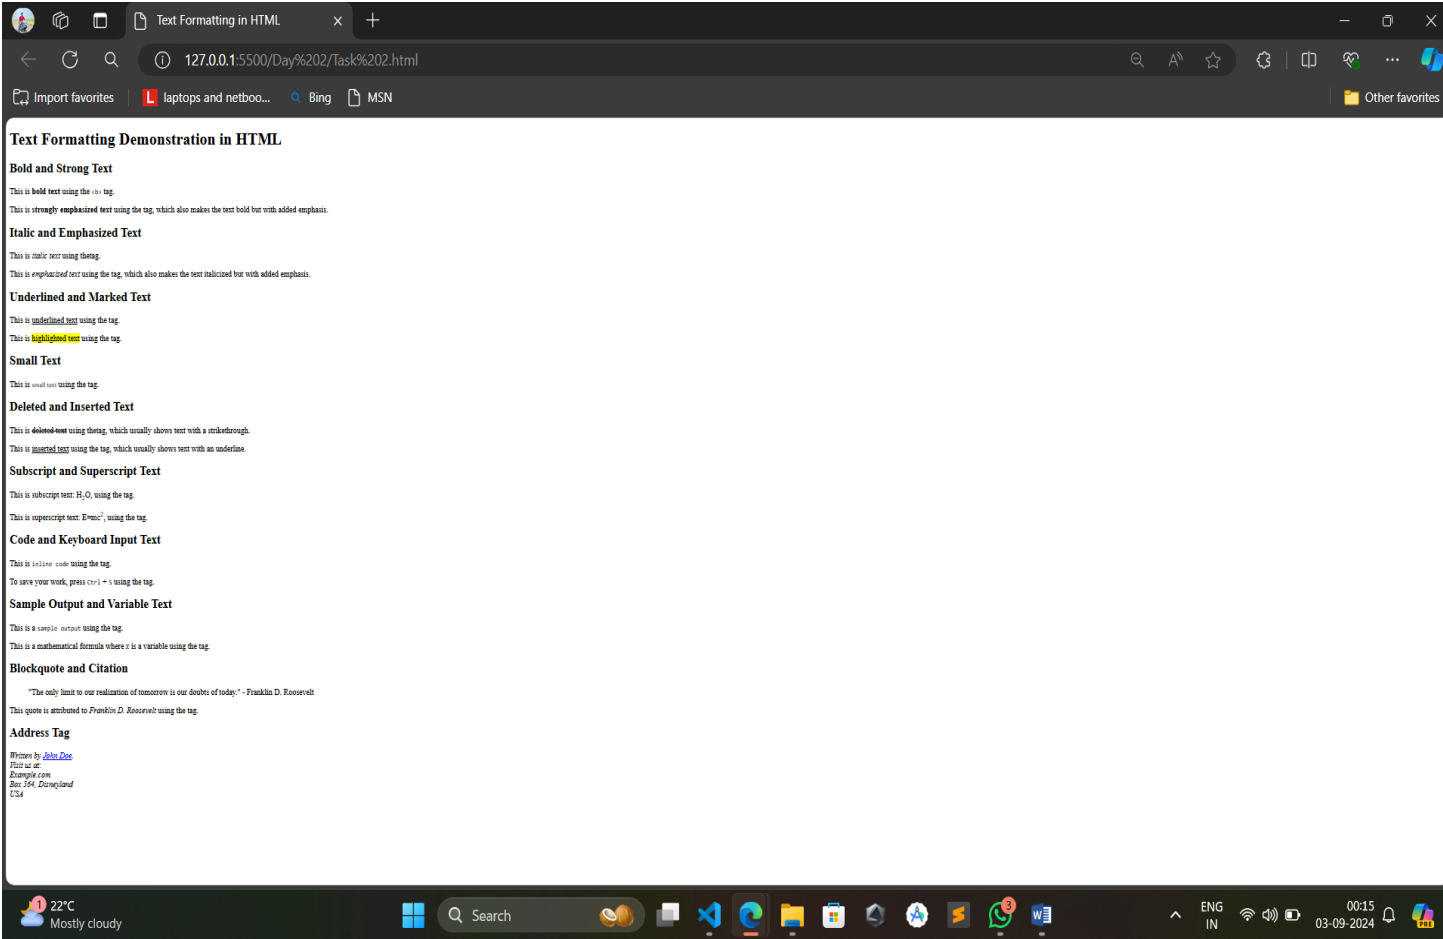 Text Formatting in HTML
127.0.0.1:5500/Day%202/Task%202.html
Import favorites
L laptops and netboo...
Bing
MSN
Other favorites
Text Formatting Demonstration in HTML
Bold and Strong Text
This is bold text using the <b> tag.
This is strongly emphasized text using the tag, which also makes the text bold but with added emphasis.
Italic and Emphasized Text
This is italic text using thetag.
This is emphasized text using the tag, which also makes the text italicized but with added emphasis.
Underlined and Marked Text
This is underlined text using the tag.
This is highlighted text using the tag.
Small Text
This is small text using the tag.
Deleted and Inserted Text
This is deleted text using thetag, which usually shows text with a strikethrough.
This is inserted text using the tag, which usually shows text with an underline.
Subscript and Superscript Text
This is subscript text: H₂O, using the tag.
This is superscript text: E=mc², using the tag.
Code and Keyboard Input Text
This is inline code using the tag.
To save your work, press Ctrl + S using the tag.
Sample Output and Variable Text
This is a sample output using the tag.
This is a mathematical formula where x is a variable using the tag.
Blockquote and Citation
"The only limit to our realization of tomorrow is our doubts of today." - Franklin D. Roosevelt
This quote is attributed to Franklin D. Roosevelt using the tag.
Address Tag
Written by John Doe.
Visit us at:
Example.com
Box 564, Disneyland
USA
1
22°C
Mostly cloudy
Search
3
ENG
IN
00:15
03-09-2024
PRE